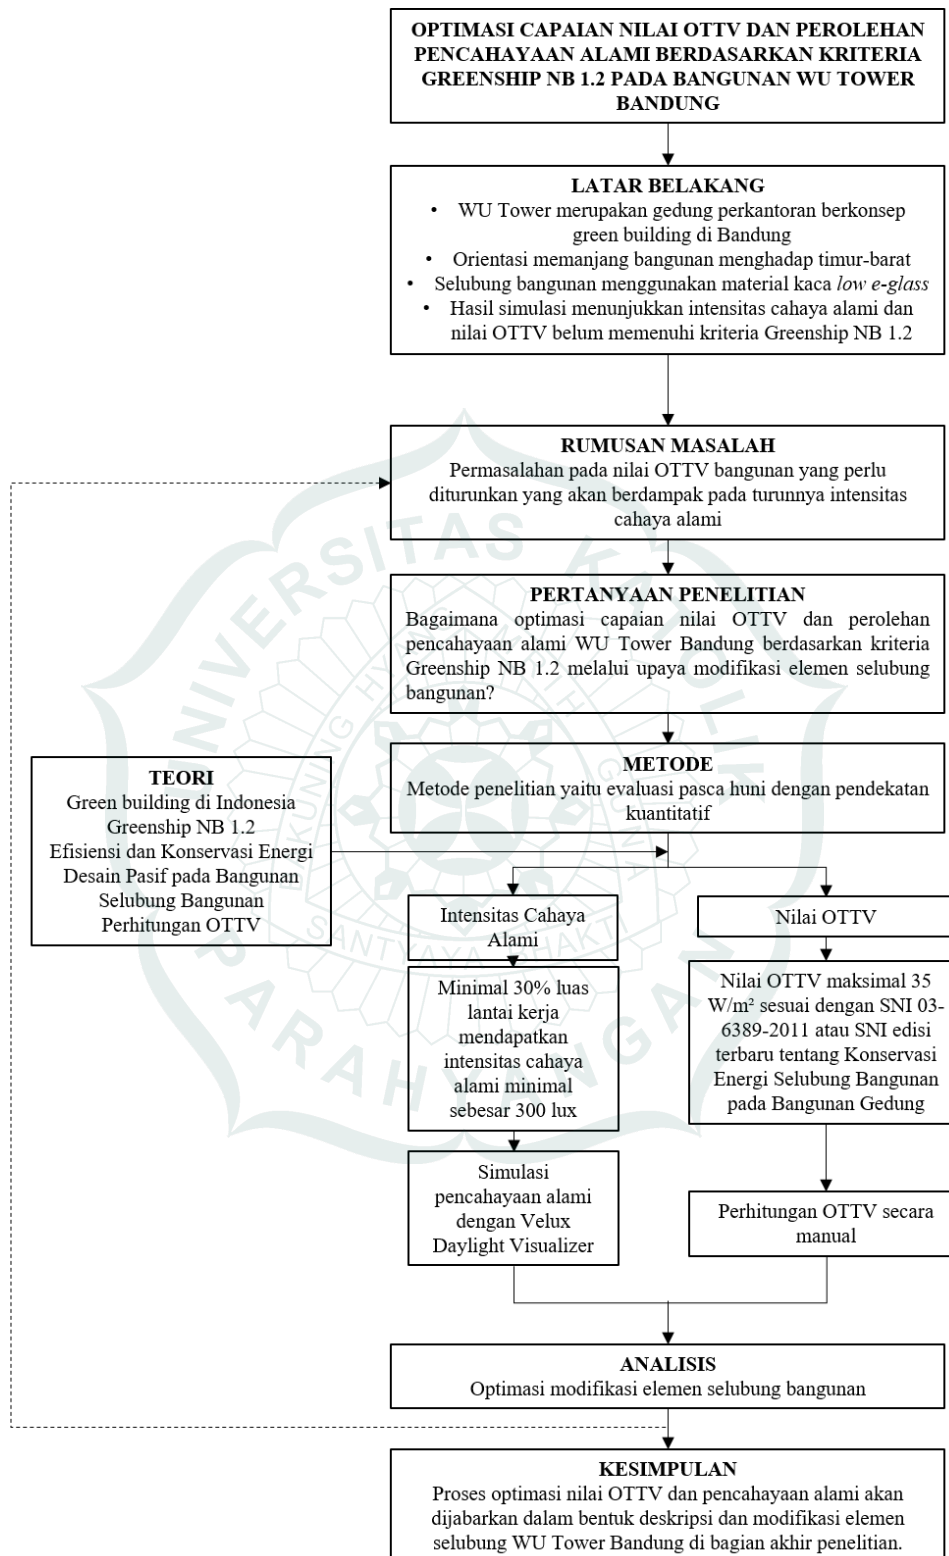 OPTIMASI CAPAIAN NILAI OTTV DAN PEROLEHAN
PENCAHAYAAN ALAMI BERDASARKAN KRITERIA
GREENSHIP NB 1.2 PADA BANGUNAN WU TOWER
BANDUNG
LATAR BELAKANG
• WU Tower merupakan gedung perkantoran berkonsep
green building di Bandung
• Orientasi memanjang bangunan menghadap timur-barat
• Selubung bangunan menggunakan material kaca low e-glass
• Hasil simulasi menunjukkan intensitas cahaya alami dan
nilai OTTV belum memenuhi kriteria Greenship NB 1.2
RUMUSAN MASALAH
Permasalahan pada nilai OTTV bangunan yang perlu
diturunkan yang akan berdampak pada turunnya intensitas
cahaya alami
PERTANYAAN PENELITIAN
Bagaimana optimasi capaian nilai OTTV dan perolehan
pencahayaan alami WU Tower Bandung berdasarkan kriteria
Greenship NB 1.2 melalui upaya modifikasi elemen selubung
bangunan?
METODE
Metode penelitian yaitu evaluasi pasca huni dengan pendekatan
kuantitatif
TEORI
Green building di Indonesia
Greenship NB 1.2
Efisiensi dan Konservasi Energi
Desain Pasif pada Bangunan
Selubung Bangunan
Perhitungan OTTV
Intensitas Cahaya
Alami
Minimal 30% luas
lantai kerja
mendapatkan
intensitas cahaya
alami minimal
sebesar 300 lux
Simulasi
pencahayaan alami
dengan Velux
Daylight Visualizer
Nilai OTTV
Nilai OTTV maksimal 35
W/m² sesuai dengan SNI 03-
6389-2011 atau SNI edisi
terbaru tentang Konservasi
Energi Selubung Bangunan
pada Bangunan Gedung
Perhitungan OTTV secara
manual
ANALISIS
Optimasi modifikasi elemen selubung bangunan
KESIMPULAN
Proses optimasi nilai OTTV dan pencahayaan alami akan
dijabarkan dalam bentuk deskripsi dan modifikasi elemen
selubung WU Tower Bandung di bagian akhir penelitian.
UNIVERSITAS KATOLIK
PARAHYANGAN
SANTYAYA BHAKTI